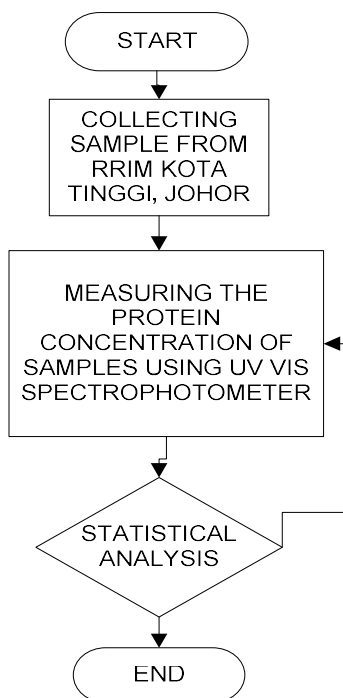 START
COLLECTING
SAMPLE FROM
RRIM KOTA
TINGGI, JOHOR
MEASURING THE
PROTEIN
CONCENTRATION OF
SAMPLES USING UV VIS
SPECTROPHOTOMETER
STATISTICAL
ANALYSIS
END